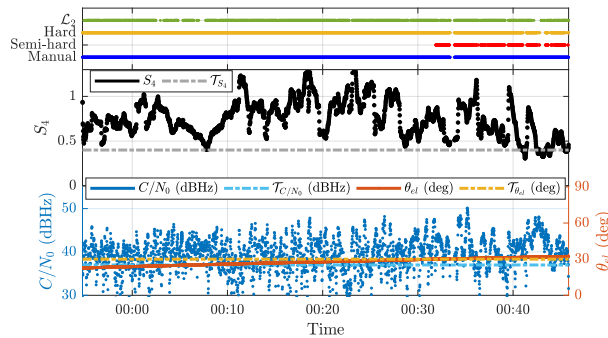 ℒ₂
Hard
Semi-hard
Manual
S₄ 𝒯_{S₄}
1
0.5
0
S₄
C/N₀ (dBHz) 𝒯_{C/N₀} (dBHz) θ_{el} (deg) 𝒯_{θ_{el}} (deg)
50 90
40 60
30 30
0
C/N₀ (dBHz)
θ_{el} (deg)
00:00 00:10 00:20 00:30 00:40
Time